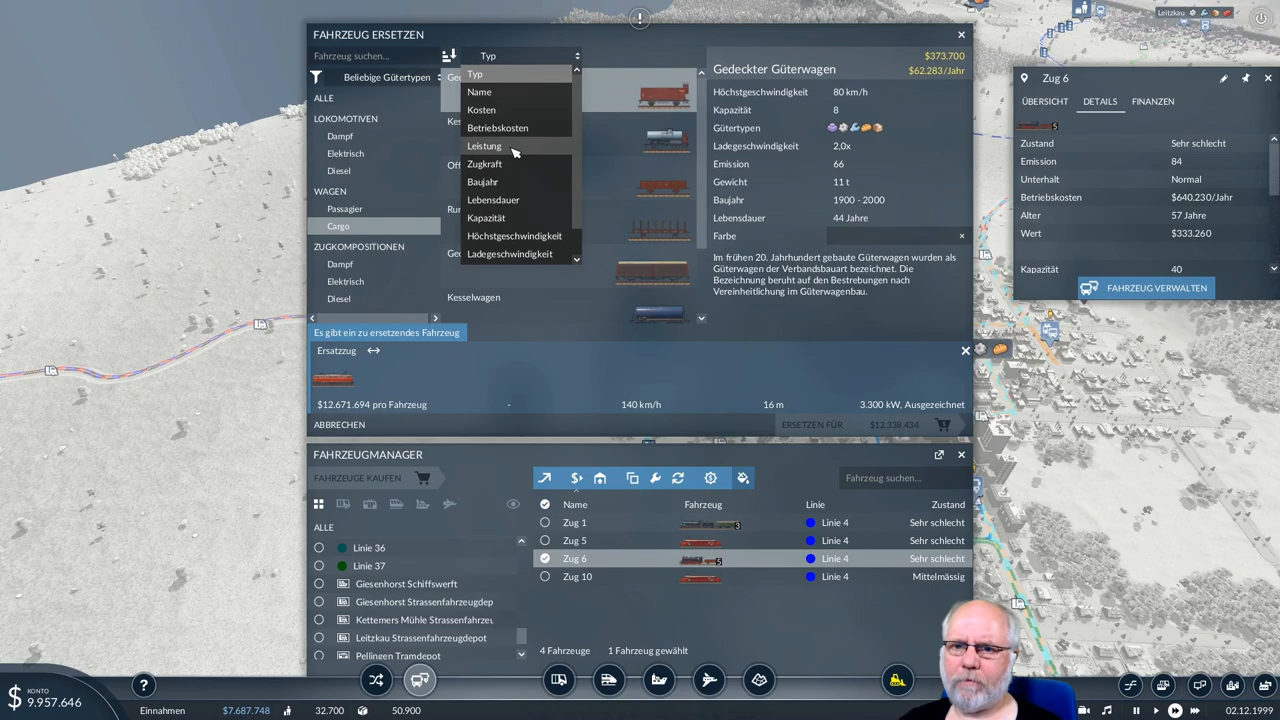 Leitzkau
FAHRZEUG ERSETZEN
Fahrzeug suchen...
Typ
Beliebige Gütertypen
ALLE
LOKOMOTIVEN
Dampf
Elektrisch
Diesel
WAGEN
Passagier
Cargo
ZUGKOMPOSITIONEN
Dampf
Elektrisch
Diesel
Typ
Name
Kosten
Betriebskosten
Leistung
Zugkraft
Baujahr
Lebensdauer
Kapazität
Höchstgeschwindigkeit
Ladegeschwindigkeit
Kesselwagen
$373.700
Gedeckter Güterwagen
$62.283/Jahr
Höchstgeschwindigkeit 80 km/h
Kapazität 8
Gütertypen
Ladegeschwindigkeit 2,0x
Emission 66
Gewicht 11 t
Baujahr 1900 - 2000
Lebensdauer 44 Jahre
Farbe
Im frühen 20. Jahrhundert gebaute Güterwagen wurden als
Güterwagen der Verbandsbauart bezeichnet. Die
Bezeichnung beruht auf den Bestrebungen nach
Vereinheitlichung im Güterwagenbau.
Zug 6
ÜBERSICHT DETAILS FINANZEN
5
Zustand Sehr schlecht
Emission 84
Unterhalt Normal
Betriebskosten $640.230/Jahr
Alter 57 Jahre
Wert $333.260
Kapazität 40
FAHRZEUG VERWALTEN
Es gibt ein zu ersetzendes Fahrzeug
Ersatzzug
$12.671.694 pro Fahrzeug - 140 km/h 16 m 3.300 kW, Ausgezeichnet
ABBRECHEN
ERSETZEN FÜR $12.338.434
FAHRZEUGMANAGER
FAHRZEUGE KAUFEN
Fahrzeug suchen...
ALLE
Linie 36
Linie 37
Giesenhorst Schiffswerft
Giesenhorst Strassenfahrzeugdep
Kettemers Mühle Strassenfahrzeu
Leitzkau Strassenfahrzeugdepot
Pellingen Tramdepot
Name Fahrzeug Linie Zustand
Zug 1 3 Linie 4 Sehr schlecht
Zug 5 Linie 4 Sehr schlecht
Zug 6 5 Linie 4 Sehr schlecht
Zug 10 Linie 4 Mittelmässig
4 Fahrzeuge 1 Fahrzeug gewählt
$ KONTO
9.957.646
?
Einnahmen $7.687.748 32.700 50.900
02.12.1999